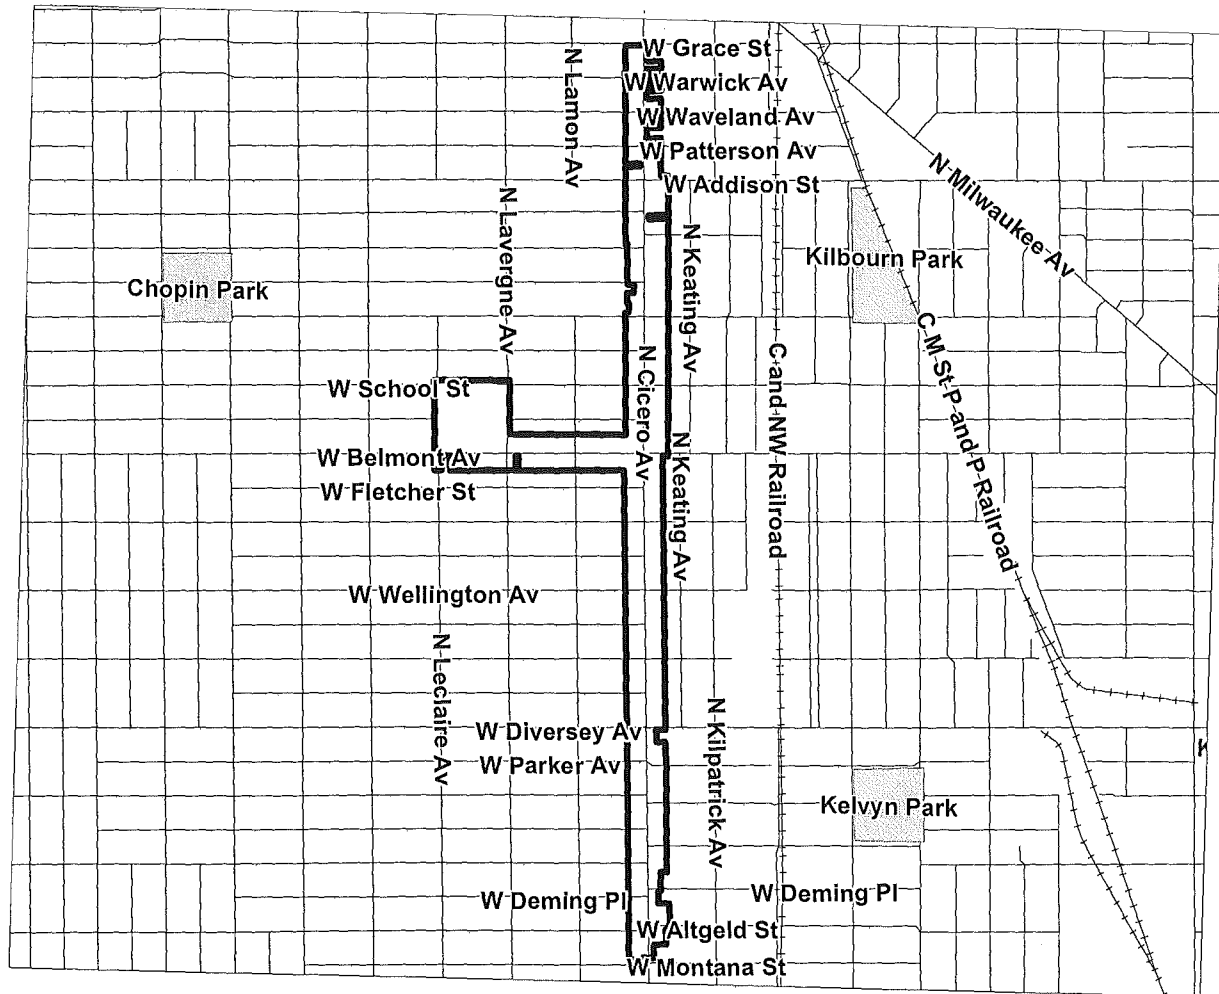 W Grace St
N Lamon Av
W Warwick Av
W Waveland Av
W Patterson Av
N Milwaukee Av
W Addison St
N Lavergne Av
N Keating Av
Kilbourn Park
Chopin Park
C M St P and P Railroad
N Cicero Av
C and NW Railroad
W School St
N Keating Av
W Belmont Av
W Fletcher St
W Wellington Av
N Leclaire Av
N Kilpatrick Av
W Diversey Av
K
W Parker Av
Kelvyn Park
W Deming Pl
W Deming Pl
W Altgeld St
W Montana St